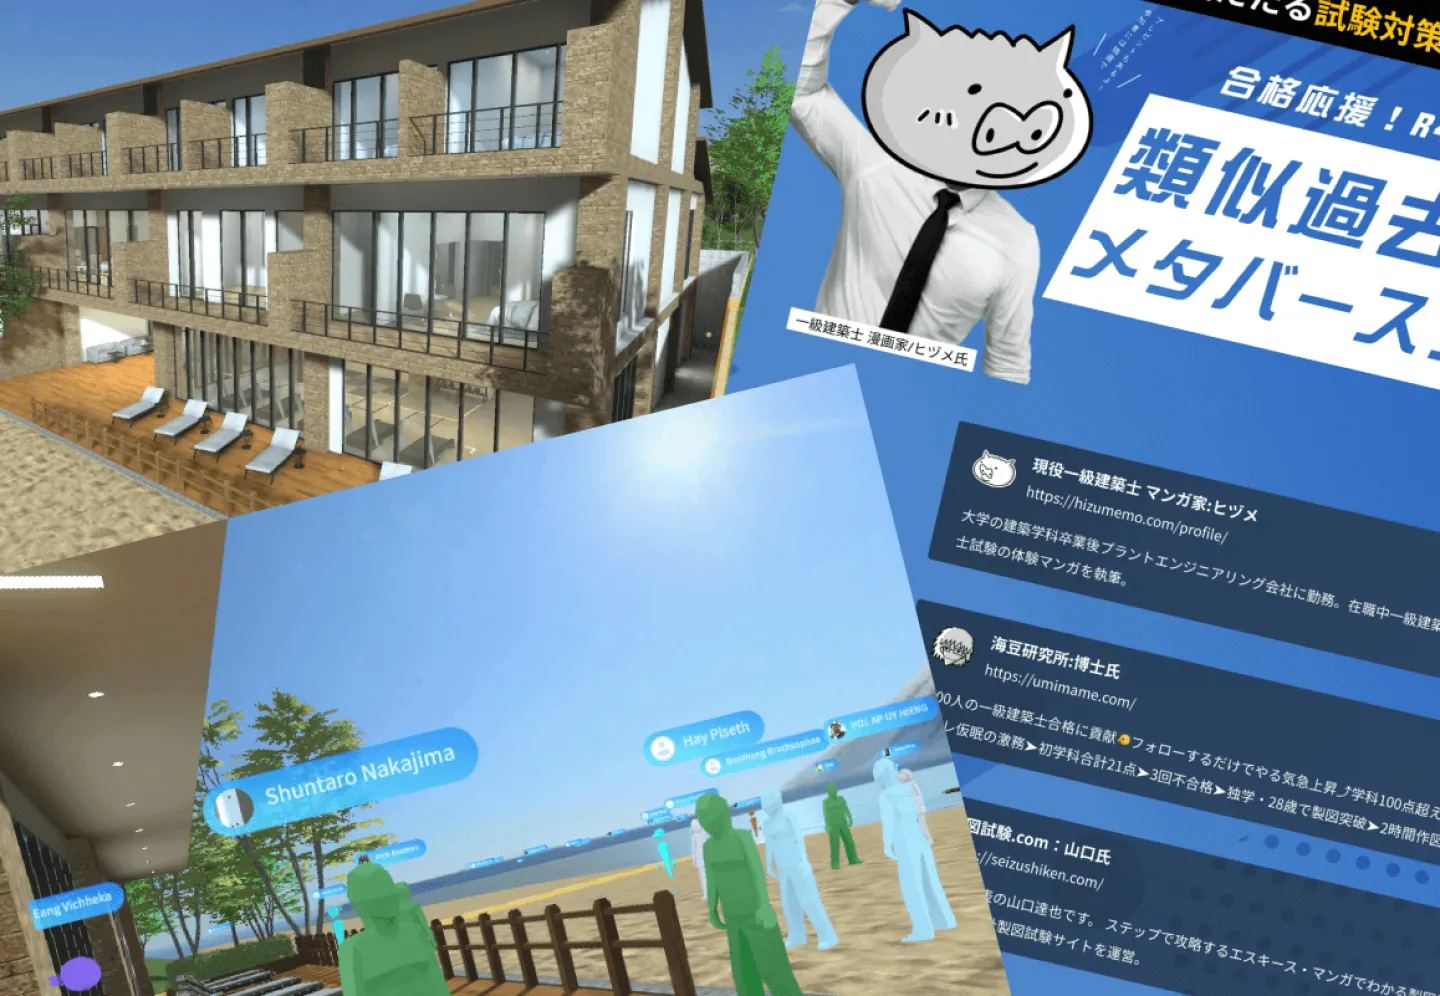 試験対策
合格応援！R4
類似過去
メタバース
一級建築士 漫画家/ヒヅメ氏
現役一級建築士 マンガ家:ヒヅメ
https://hizumemo.com/profile/
大学の建築学科卒業後プラントエンジニアリング会社に勤務。在職中一級建築
士試験の体験マンガを執筆。
海豆研究所:博士氏
https://umimame.com/
00人の一級建築士合格に貢献フォローするだけでやる気急上昇⤴学科100点超え
し仮眠の激務➤初学科合計21点➤3回不合格➤独学・28歳で製図突破➤2時間作図
図試験.com：山口氏
://seizushiken.com/
表の山口達也です。 ステップで攻略するエスキース・マンガでわかる製図
製図試験サイトを運営。
Shuntaro Nakajima
Hay Piseth
Bunthang Brachsophea
POL AP UY HIENG
Eang Vichheka